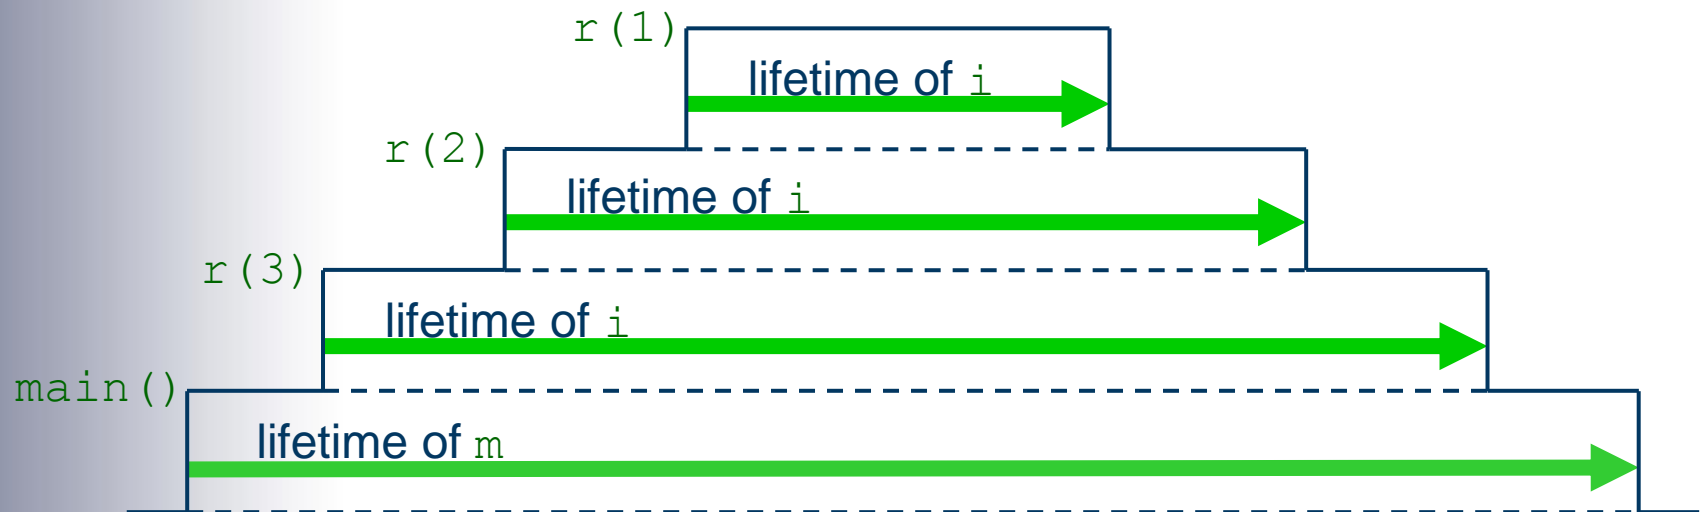 r(1)
lifetime of i
r(2)
lifetime of i
r(3)
lifetime of i
main()
lifetime of m